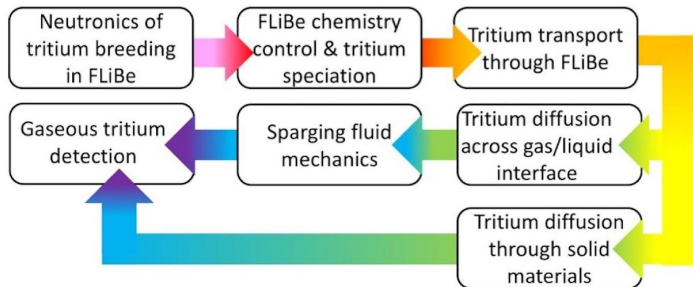 Neutronics of
tritium breeding
in FLiBe
FLiBe chemistry
control & tritium
speciation
Tritium transport
through FLiBe
Gaseous tritium
detection
Sparging fluid
mechanics
Tritium diffusion
across gas/liquid
interface
Tritium diffusion
through solid
materials